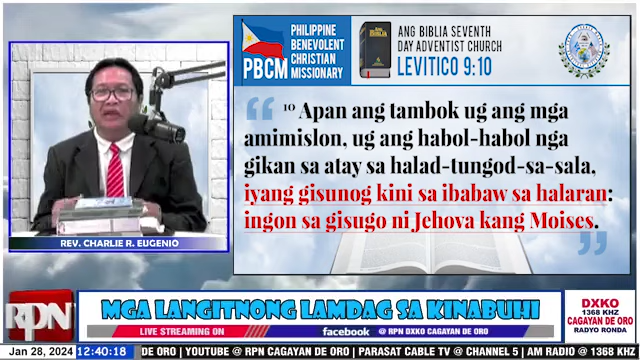 PHILIPPINE
BENEVOLENT
CHRISTIAN
MISSIONARY
PBCM
ANG BIBLIA SEVENTH
DAY ADVENTIST CHURCH
LEVITICO 9:10
“ 10 Apan ang tambok ug ang mga
amimislon, ug ang habol-habol nga
gikan sa atay sa halad-tungod-sa-sala,
iyang gisunog kini sa ibabaw sa halaran:
ingon sa gisugo ni Jehova kang Moises. ”
REV. CHARLIE R. EUGENIO
RPN
MGA LANGITNONG LAMDAG SA KINABUHI
LIVE STREAMING ON facebook @ RPN DXKO CAGAYAN DE ORO
DXKO
1368 KHZ
CAGAYAN DE ORO
RADYO RONDA
Jan 28, 2024 12:40:18 DE ORO | YOUTUBE @ RPN CAGAYAN DE ORO | PARASAT CABLE TV @ CHANNEL 5 | AM RADIO @ 1368 KHZ